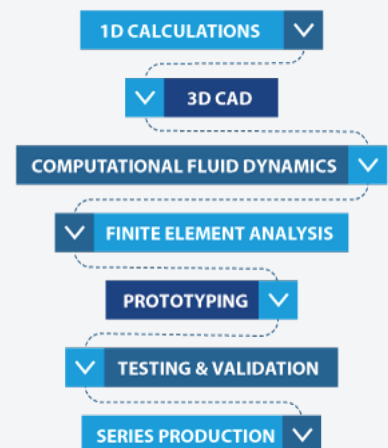 1D CALCULATIONS
3D CAD
COMPUTATIONAL FLUID DYNAMICS
FINITE ELEMENT ANALYSIS
PROTOTYPING
TESTING & VALIDATION
SERIES PRODUCTION